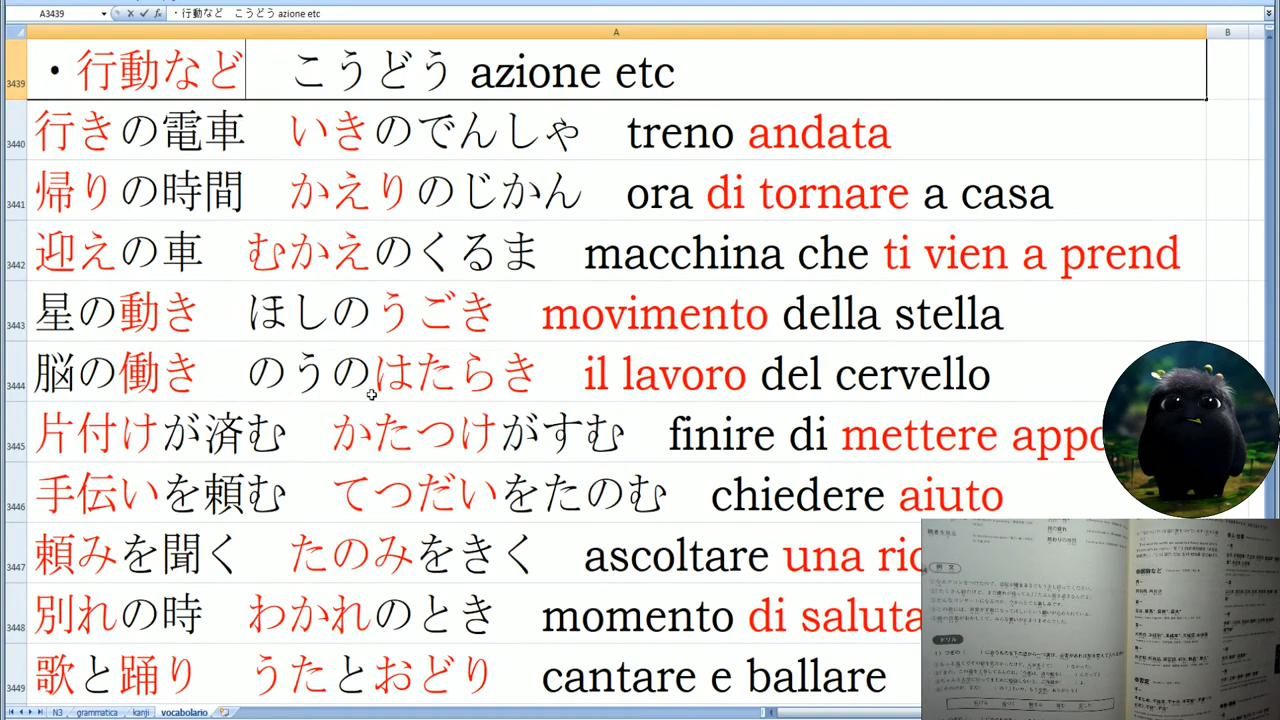 A3439 ・行動など　こうどう azione etc
A B
3439 ・行動など　こうどう azione etc
3440 行きの電車　いきのでんしゃ　treno andata
3441 帰りの時間　かえりのじかん　ora di tornare a casa
3442 迎えの車　むかえのくるま　macchina che ti vien a prend
3443 星の動き　ほしのうごき　movimento della stella
3444 脳の働き　のうのはたらき　il lavoro del cervello
3445 片付けが済む　かたつけがすむ　finire di mettere appo
3446 手伝いを頼む　てつだいをたのむ　chiedere aiuto
3447 頼みを聞く　たのみをきく　ascoltare una ric
3448 別れの時　わかれのとき　momento di saluta
3449 歌と踊り　うたとおどり　cantare e ballare
N3 grammatica kanji vocabolario
例 文
ドリル